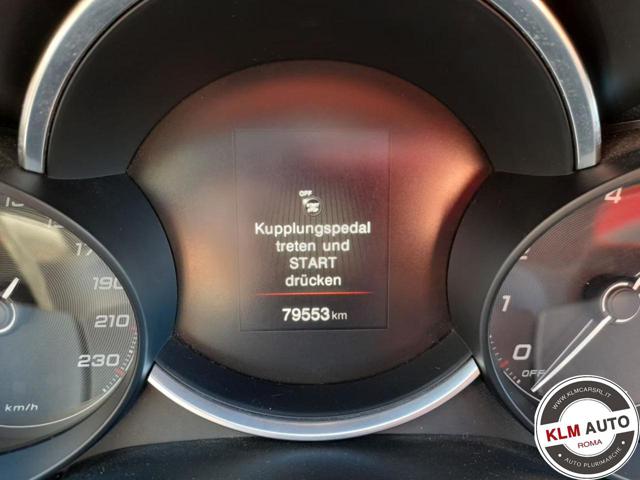 OFF
Kupplungspedal
treten und
START
drücken
79553 km
190
210
230
km/h
4
1
0
OFF
WWW.KLMCARSRL.IT
KLM AUTO
ROMA
AUTO PLURIMARCHE